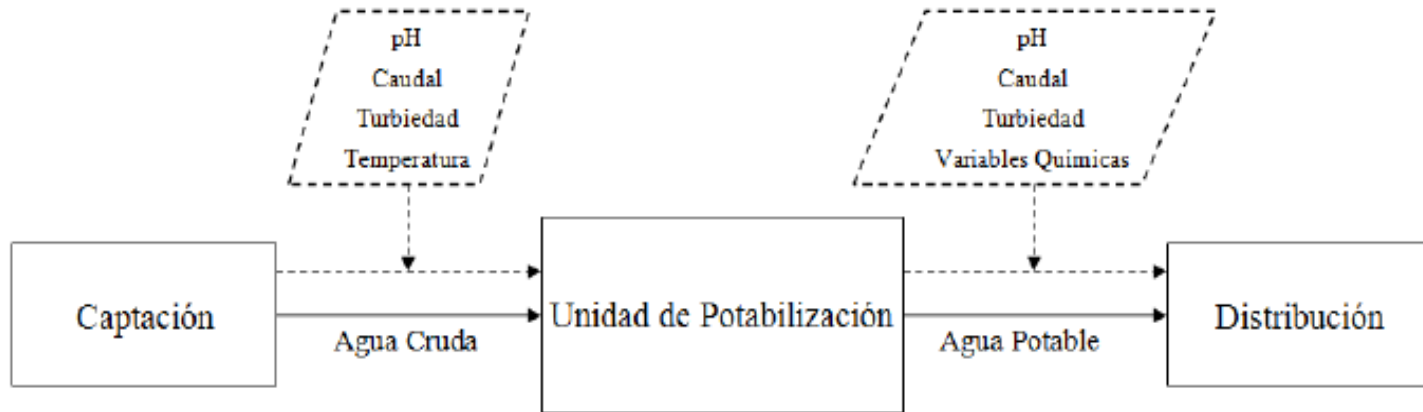 pH
Caudal
Turbiedad
Temperatura
pH
Caudal
Turbiedad
Variables Químicas
Captación
Agua Cruda
Unidad de Potabilización
Agua Potable
Distribución